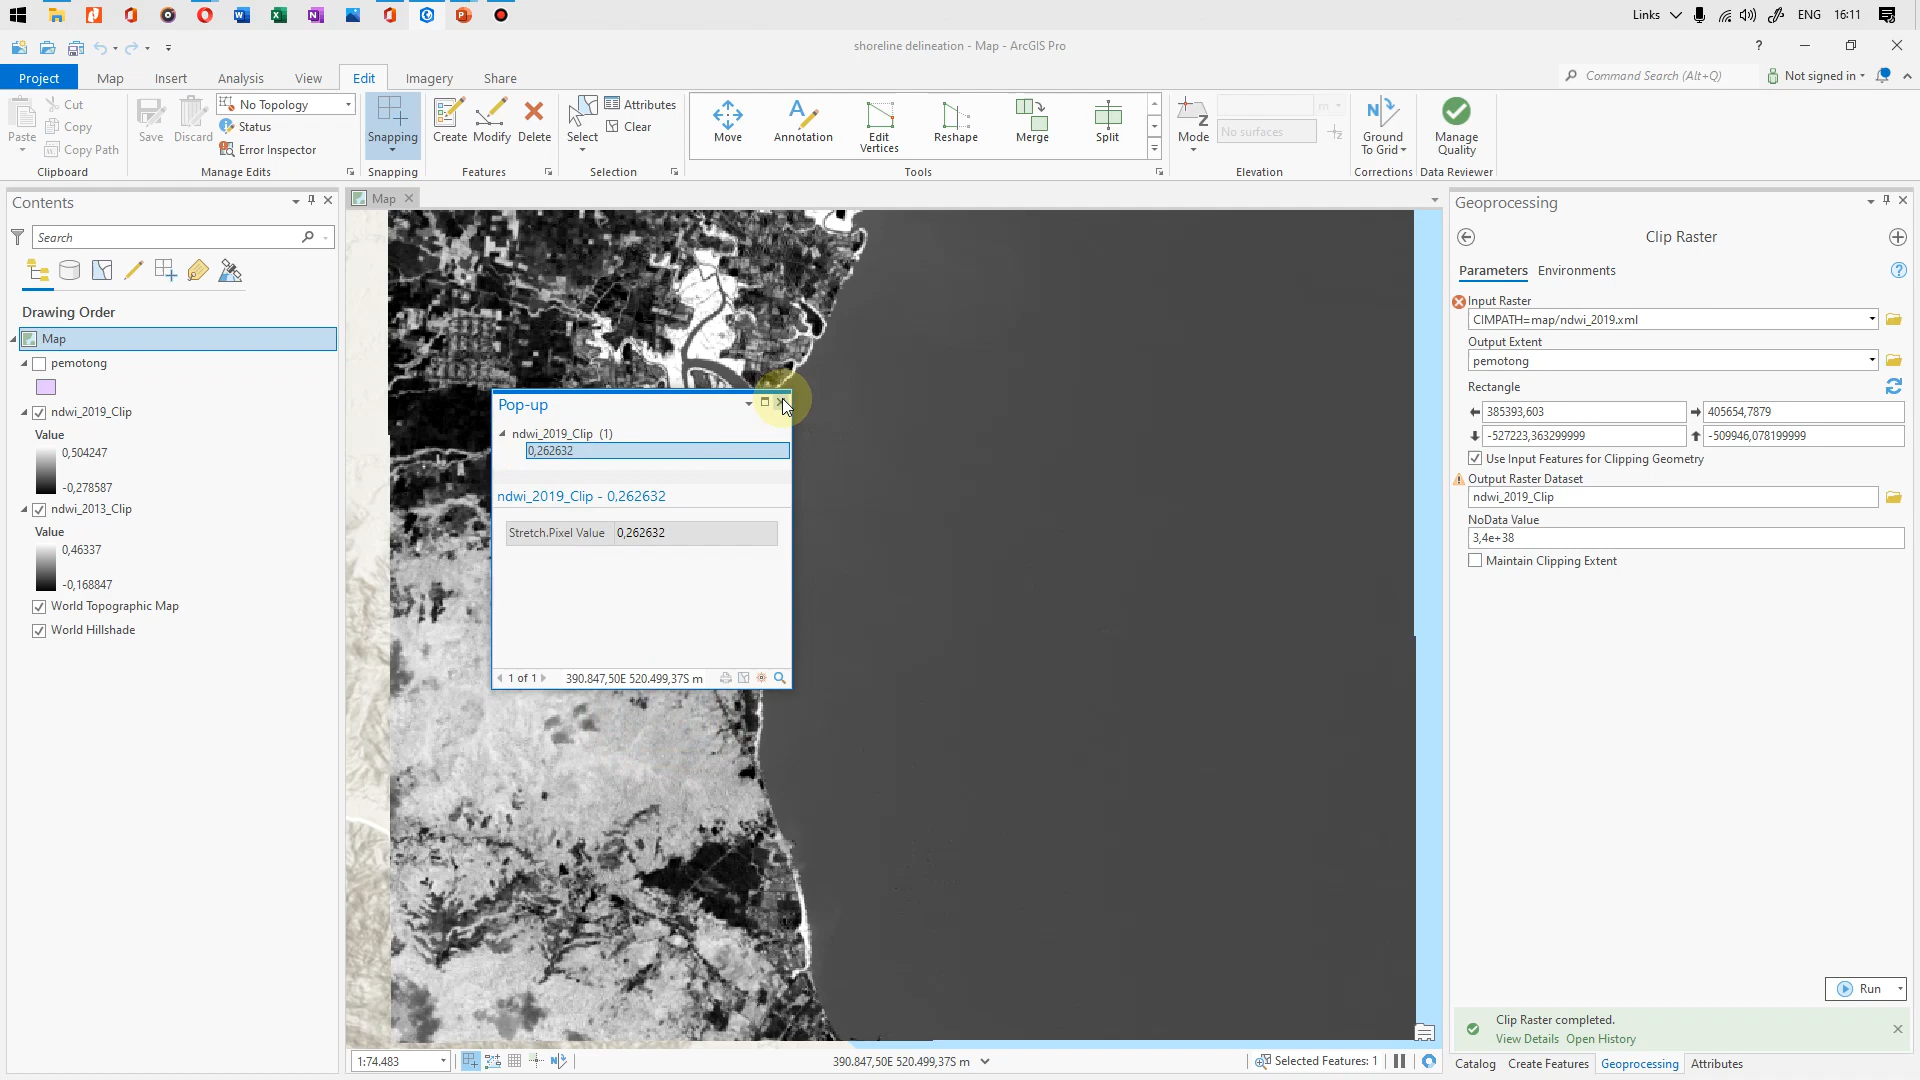 Links ENG 16:11
shoreline delineation - Map - ArcGIS Pro
Project Map Insert Analysis View Edit Imagery Share
Command Search (Alt+Q) Not signed in
Paste Cut Copy Copy Path
Clipboard
Save Discard No Topology Status Error Inspector
Manage Edits
Snapping
Snapping
Create Modify Delete
Features
Select Attributes Clear
Selection
Move Annotation Edit Vertices Reshape Merge Split
Tools
Mode m No surfaces
Elevation
Ground To Grid
Corrections
Manage Quality
Data Reviewer
Contents
Search
Drawing Order
Map
pemotong
ndwi_2019_Clip
Value
0,504247
-0,278587
ndwi_2013_Clip
Value
0,46337
-0,168847
World Topographic Map
World Hillshade
Map
Pop-up
ndwi_2019_Clip (1)
0,262632
ndwi_2019_Clip - 0,262632
Stretch.Pixel Value 0,262632
1 of 1 390.847,50E 520.499,37S m
1:74.483
390.847,50E 520.499,37S m
Selected Features: 1
Geoprocessing
Clip Raster
Parameters Environments
Input Raster
CIMPATH=map/ndwi_2019.xml
Output Extent
pemotong
Rectangle
385393,603 405654,7879
-527223,363299999 -509946,078199999
Use Input Features for Clipping Geometry
Output Raster Dataset
ndwi_2019_Clip
NoData Value
3,4e+38
Maintain Clipping Extent
Run
Clip Raster completed.
View Details Open History
Catalog Create Features Geoprocessing Attributes